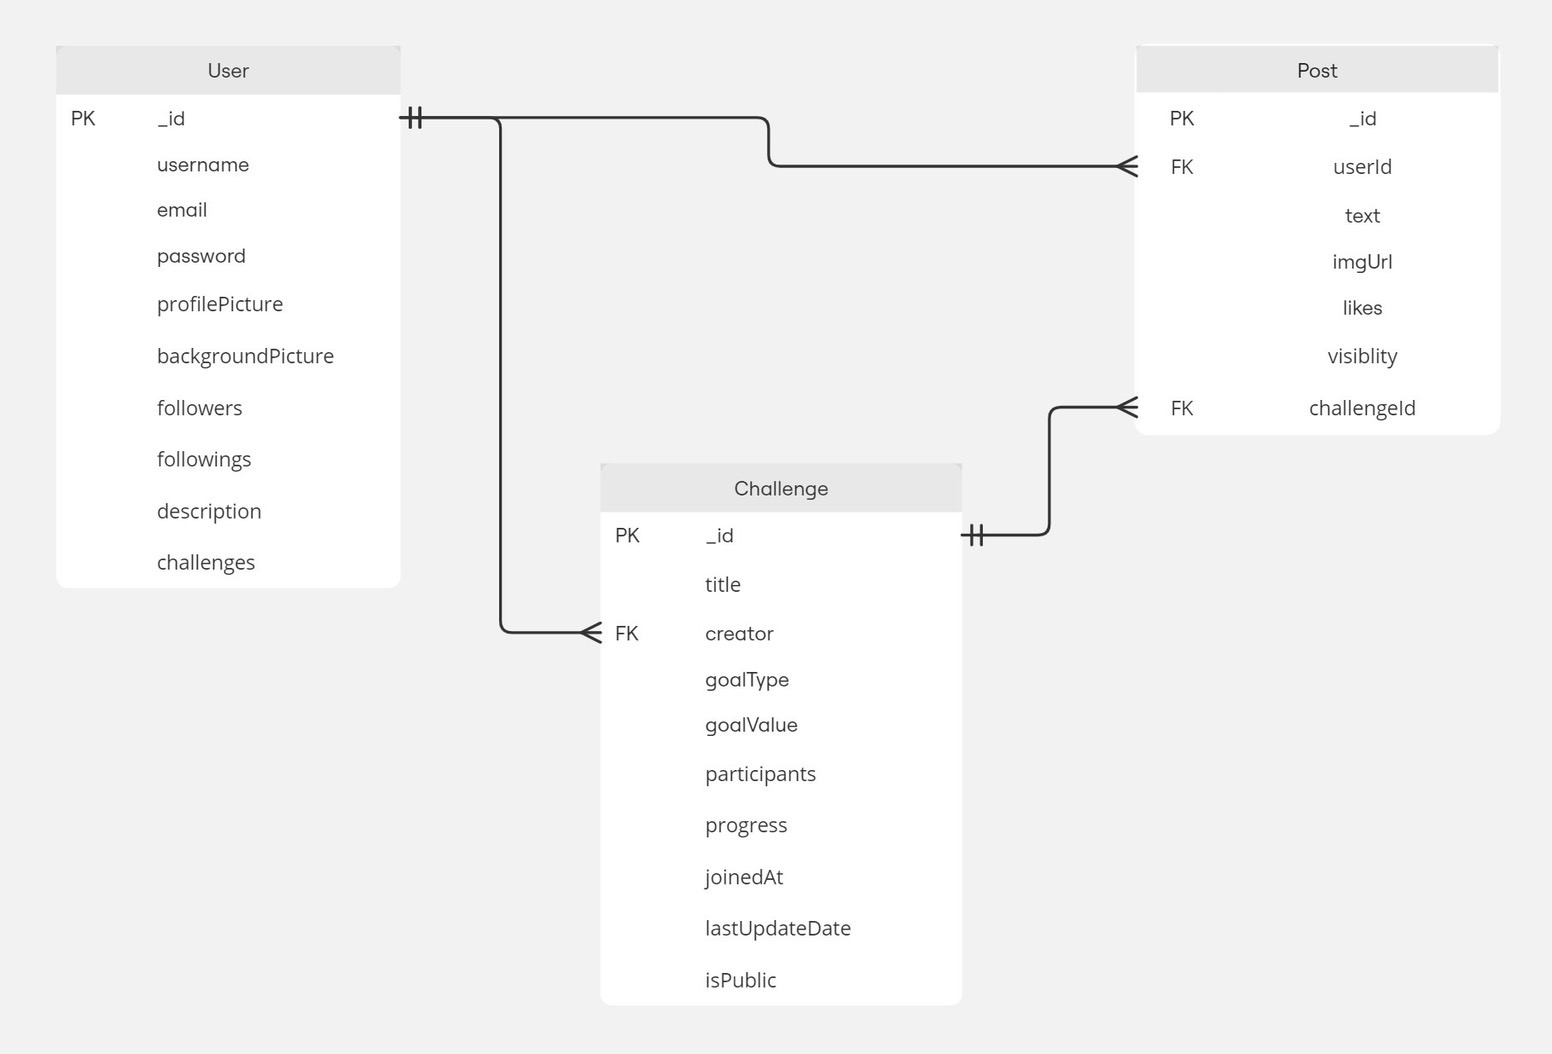 User
PK _id
username
email
password
profilePicture
backgroundPicture
followers
followings
description
challenges
Post
PK _id
FK userId
text
imgUrl
likes
visiblity
FK challengeId
Challenge
PK _id
title
FK creator
goalType
goalValue
participants
progress
joinedAt
lastUpdateDate
isPublic